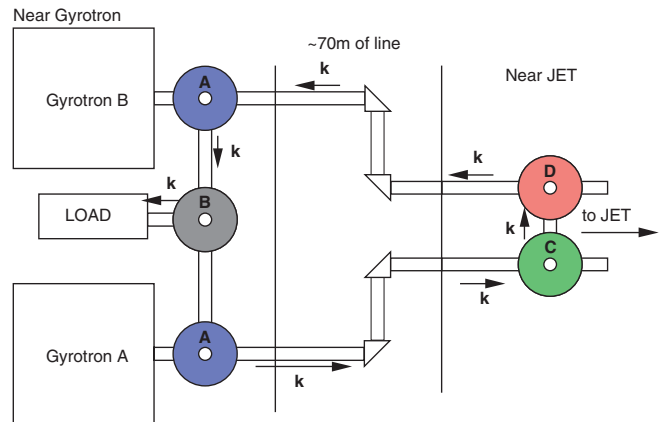 Near Gyrotron
~70m of line
Near JET
Gyrotron B
A
k
k
k
D
k
LOAD
B
k
to JET
C
k
Gyrotron A
A
k